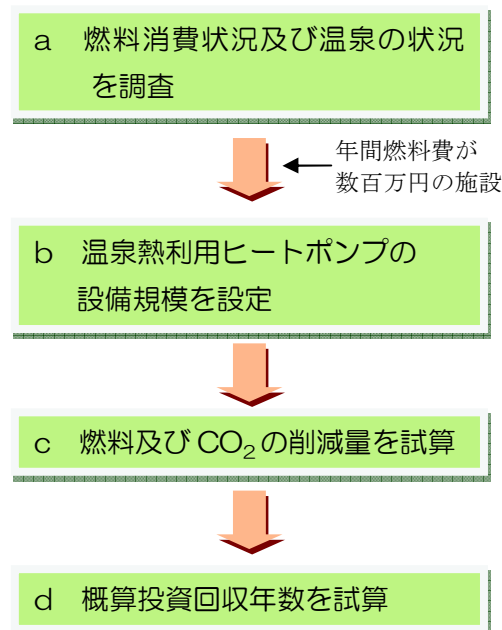 a　燃料消費状況及び温泉の状況
を調査
年間燃料費が
数百万円の施設
b　温泉熱利用ヒートポンプの
設備規模を設定
c　燃料及び CO₂の削減量を試算
d　概算投資回収年数を試算